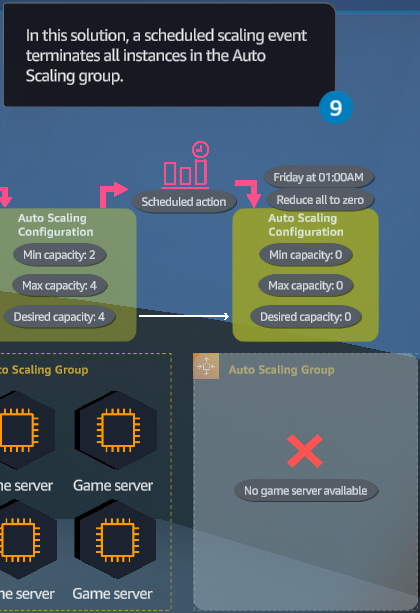 In this solution, a scheduled scaling event
terminates all instances in the Auto
Scaling group.
9
Friday at 01:00AM
Scheduled action
Reduce all to zero
Auto Scaling
Configuration
Min capacity: 2
Max capacity: 4
Desired capacity: 4
Auto Scaling
Configuration
Min capacity: 0
Max capacity: 0
Desired capacity: 0
to Scaling Group
Auto Scaling Group
me server
Game server
No game server available
me server
Game server